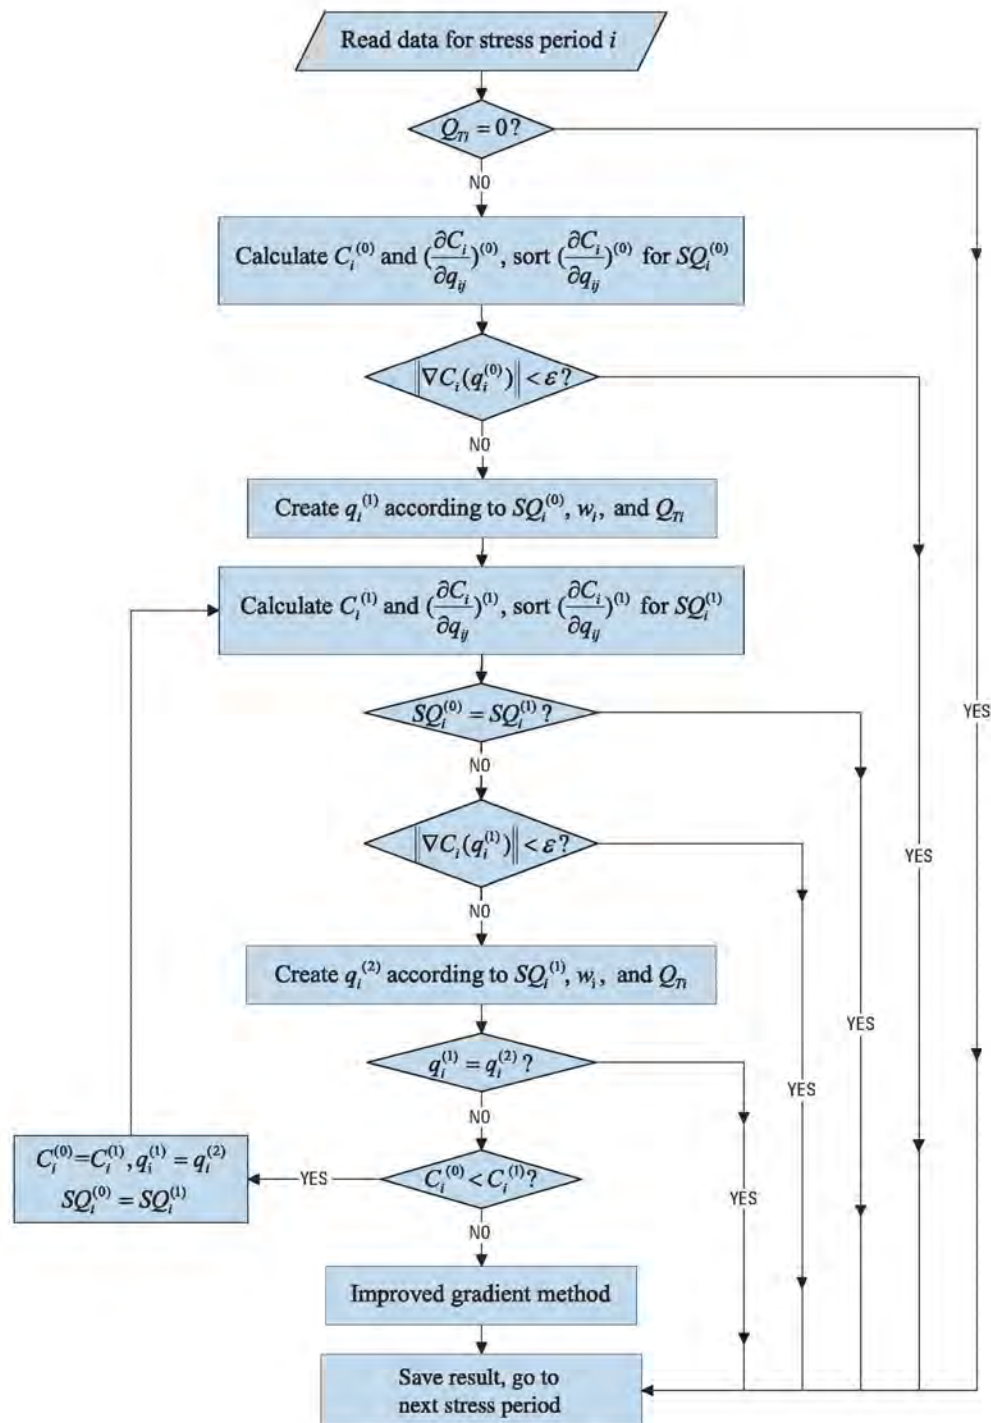 Read data for stress period i
Q_Ti = 0?
NO
Calculate C_i^(0) and (∂C_i/∂q_ij)^(0), sort (∂C_i/∂q_ij)^(0) for SQ_i^(0)
‖∇C_i(q_i^(0))‖ < ε?
NO
Create q_i^(1) according to SQ_i^(0), w_i, and Q_Ti
Calculate C_i^(1) and (∂C_i/∂q_ij)^(1), sort (∂C_i/∂q_ij)^(1) for SQ_i^(1)
SQ_i^(0) = SQ_i^(1)?
YES
NO
‖∇C_i(q_i^(1))‖ < ε?
YES
NO
Create q_i^(2) according to SQ_i^(1), w_i, and Q_Ti
YES
q_i^(1) = q_i^(2)?
YES
NO
C_i^(0)=C_i^(1), q_i^(1) = q_i^(2)
SQ_i^(0) = SQ_i^(1)
YES
C_i^(0) < C_i^(1)?
YES
NO
Improved gradient method
Save result, go to
next stress period